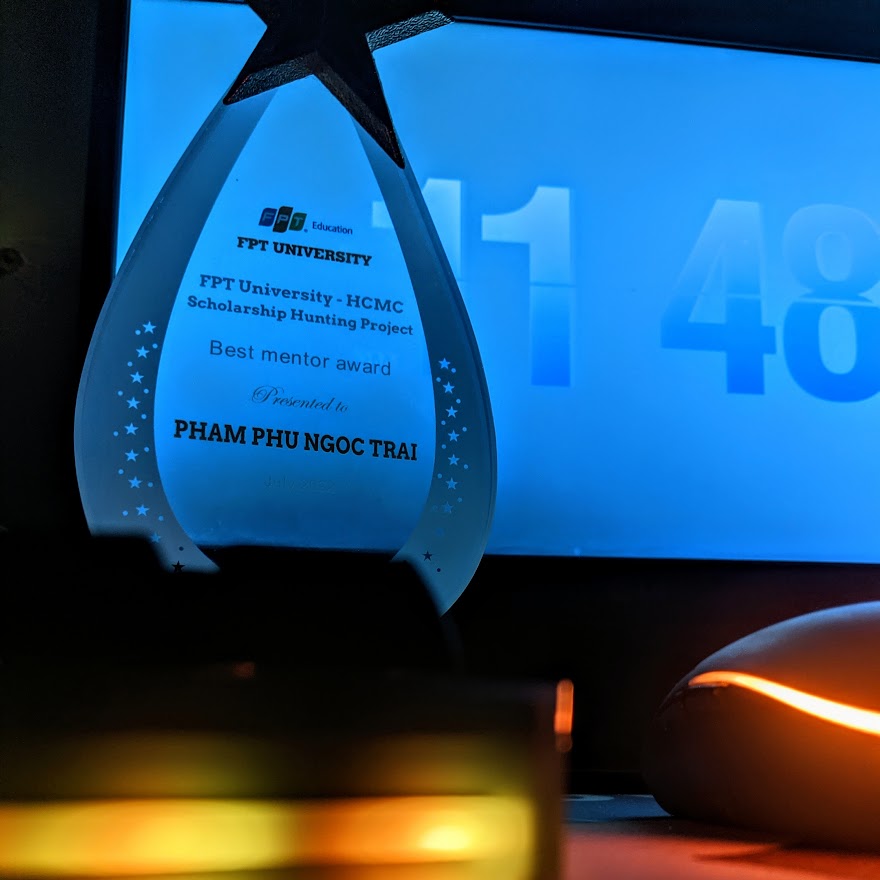 FPT Education
FPT UNIVERSITY
FPT University - HCMC
Scholarship Hunting Project
Best mentor award
Presented to
PHAM PHU NGOC TRAI
11 48